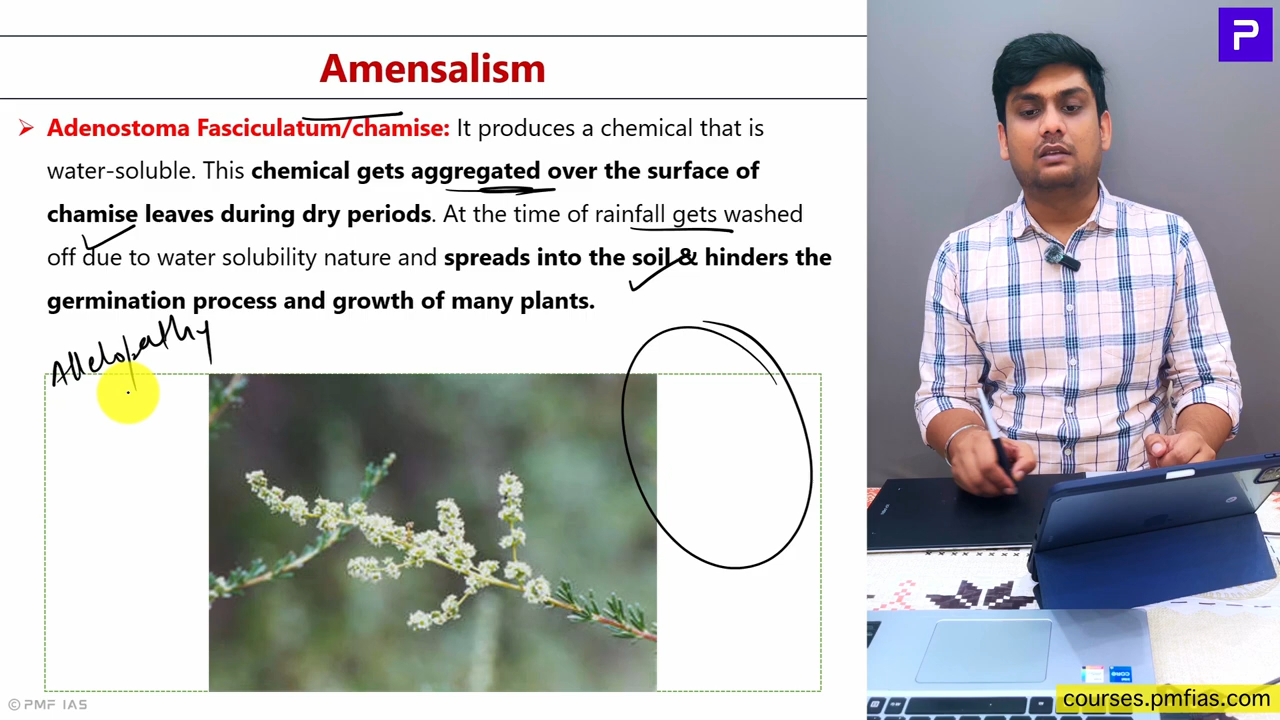 Amensalism
➢ Adenostoma Fasciculatum/chamise: It produces a chemical that is
water-soluble. This chemical gets aggregated over the surface of
chamise leaves during dry periods. At the time of rainfall gets washed
off due to water solubility nature and spreads into the soil & hinders the
germination process and growth of many plants.
Allelopathy
© PMF IAS
P
courses.pmfias.com